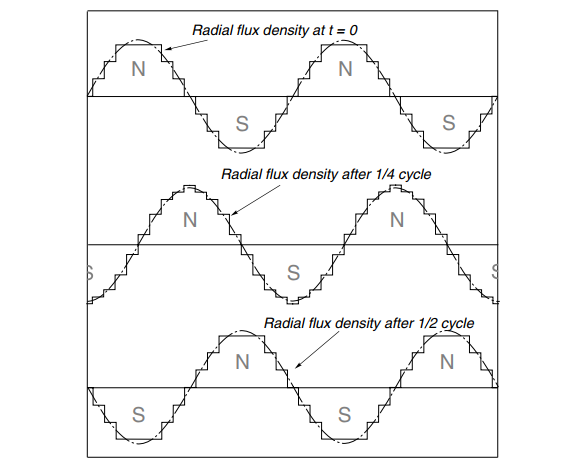 Radial flux density at t = 0
N N
S S
Radial flux density after 1/4 cycle
N N
S S S
Radial flux density after 1/2 cycle
N N
S S